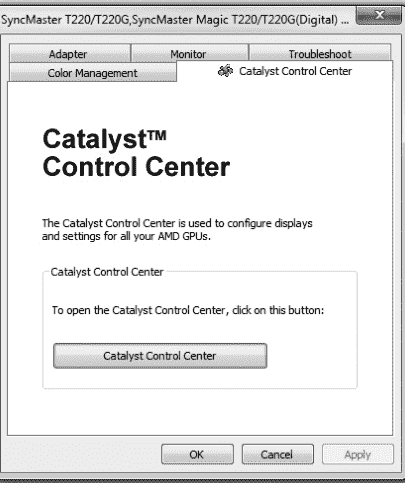 SyncMaster T220/T220G,SyncMaster Magic T220/T220G(Digital) ...
Adapter Monitor Troubleshoot
Color Management Catalyst Control Center
Catalyst™
Control Center
The Catalyst Control Center is used to configure displays
and settings for all your AMD GPUs.
Catalyst Control Center
To open the Catalyst Control Center, click on this button:
Catalyst Control Center
OK Cancel Apply